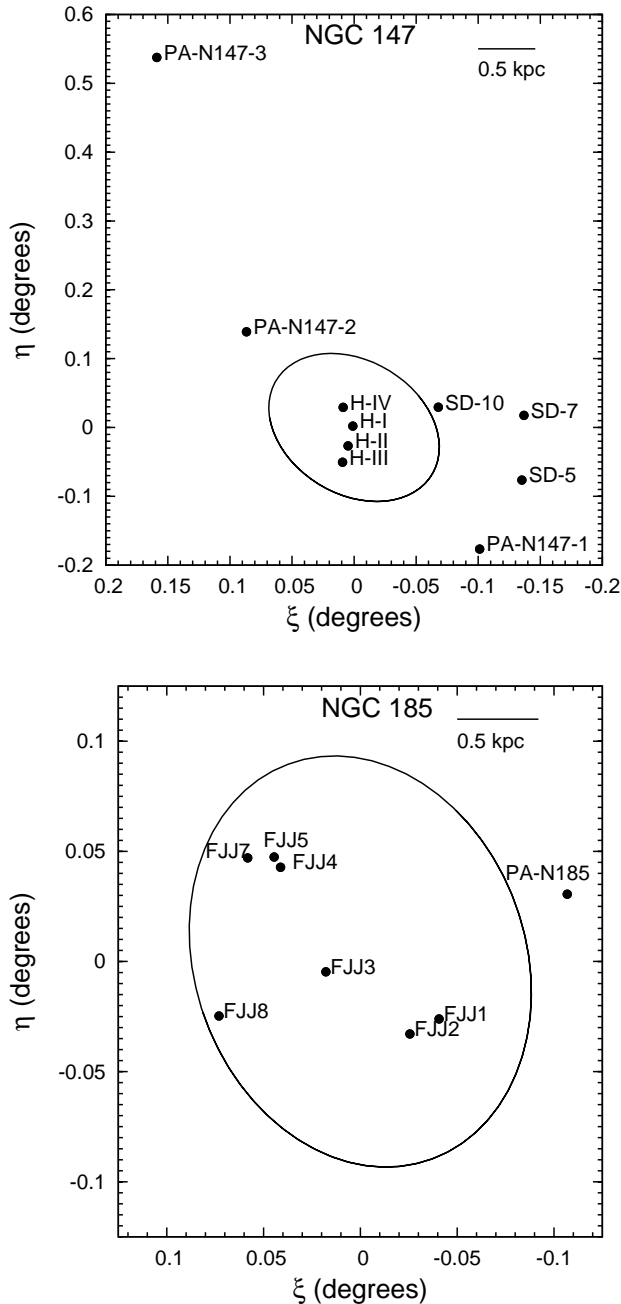 NGC 147
0.5 kpc
PA-N147-3
PA-N147-2
H-IV
SD-10
SD-7
H-I
H-II
H-III
SD-5
PA-N147-1
0.6
0.5
0.4
0.3
0.2
0.1
0
-0.1
-0.2
η (degrees)
0.2 0.15 0.1 0.05 0 -0.05 -0.1 -0.15 -0.2
ξ (degrees)
NGC 185
0.5 kpc
FJJ5
FJJ7
FJJ4
PA-N185
FJJ3
FJJ8
FJJ1
FJJ2
0.1
0.05
0
-0.05
-0.1
η (degrees)
0.1 0.05 0 -0.05 -0.1
ξ (degrees)